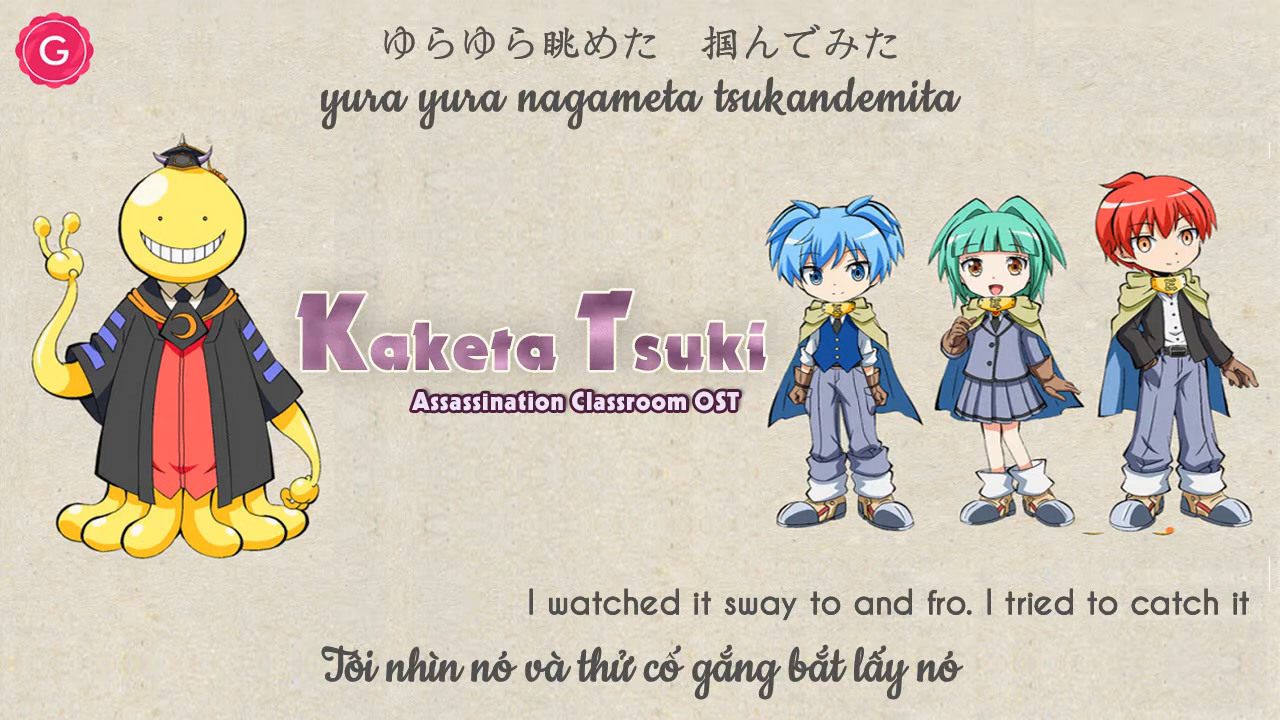 G
ゆらゆら眺めた　掴んでみた
yura yura nagameta tsukandemita
Kaketa Tsuki
Assassination Classroom OST
I watched it sway to and fro. I tried to catch it
Tôi nhìn nó và thử cố gắng bắt lấy nó